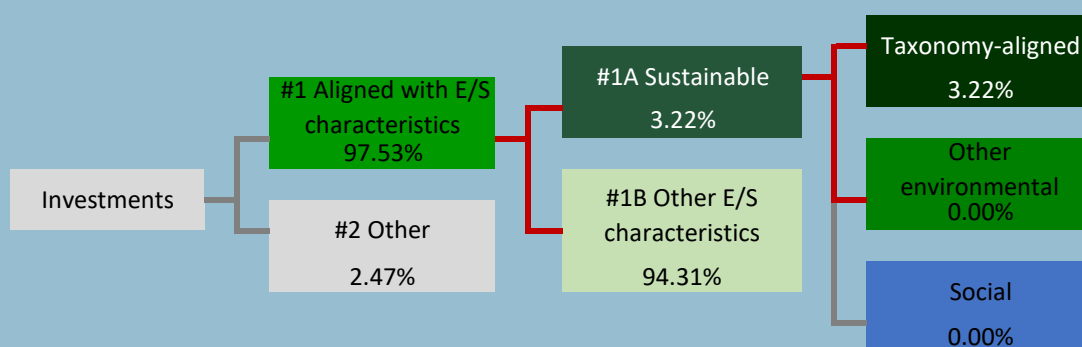 Investments
#1 Aligned with E/S
characteristics
97.53%
#2 Other
2.47%
#1A Sustainable
3.22%
#1B Other E/S
characteristics
94.31%
Taxonomy-aligned
3.22%
Other
environmental
0.00%
Social
0.00%